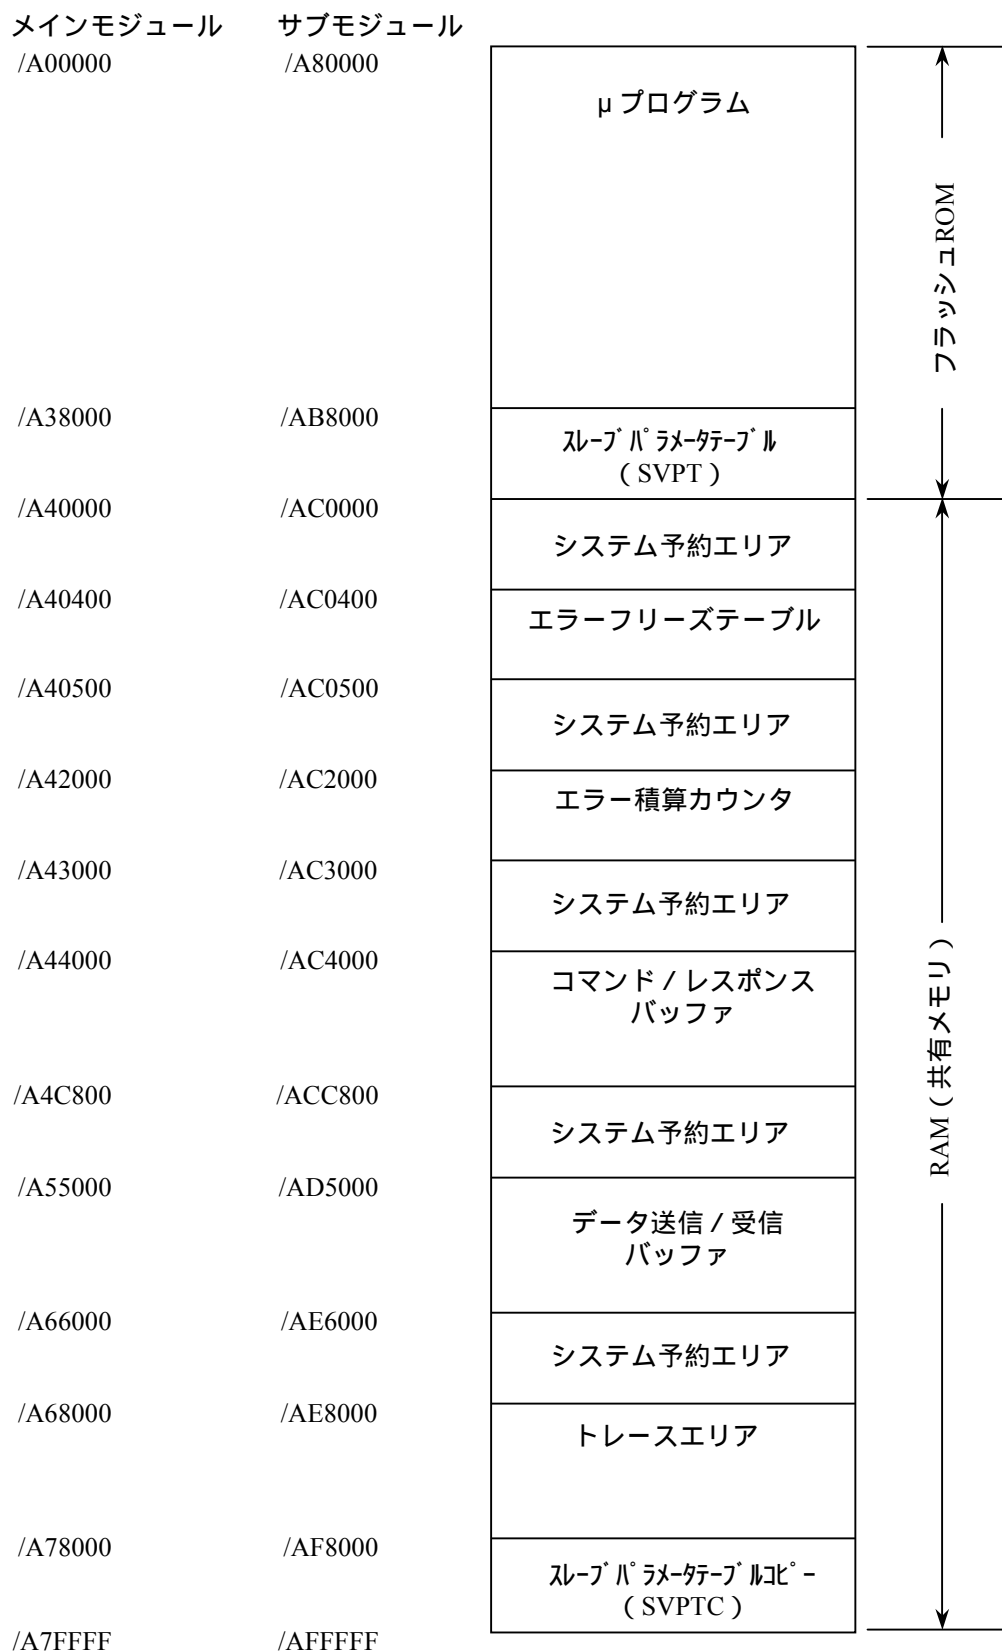 メインモジュール サブモジュール
/A00000 /A80000
μプログラム
フラッシュROM
/A38000 /AB8000
ｽﾚｰﾌﾞﾊﾟﾗﾒｰﾀﾃｰﾌﾞﾙ
(SVPT)
/A40000 /AC0000
システム予約エリア
/A40400 /AC0400
エラーフリーズテーブル
/A40500 /AC0500
システム予約エリア
/A42000 /AC2000
エラー積算カウンタ
/A43000 /AC3000
システム予約エリア
/A44000 /AC4000
コマンド/レスポンス
バッファ
RAM(共有メモリ)
/A4C800 /ACC800
システム予約エリア
/A55000 /AD5000
データ送信/受信
バッファ
/A66000 /AE6000
システム予約エリア
/A68000 /AE8000
トレースエリア
/A78000 /AF8000
ｽﾚｰﾌﾞﾊﾟﾗﾒｰﾀﾃｰﾌﾞﾙｺﾋﾟｰ
(SVPTC)
/A7FFFF /AFFFFF